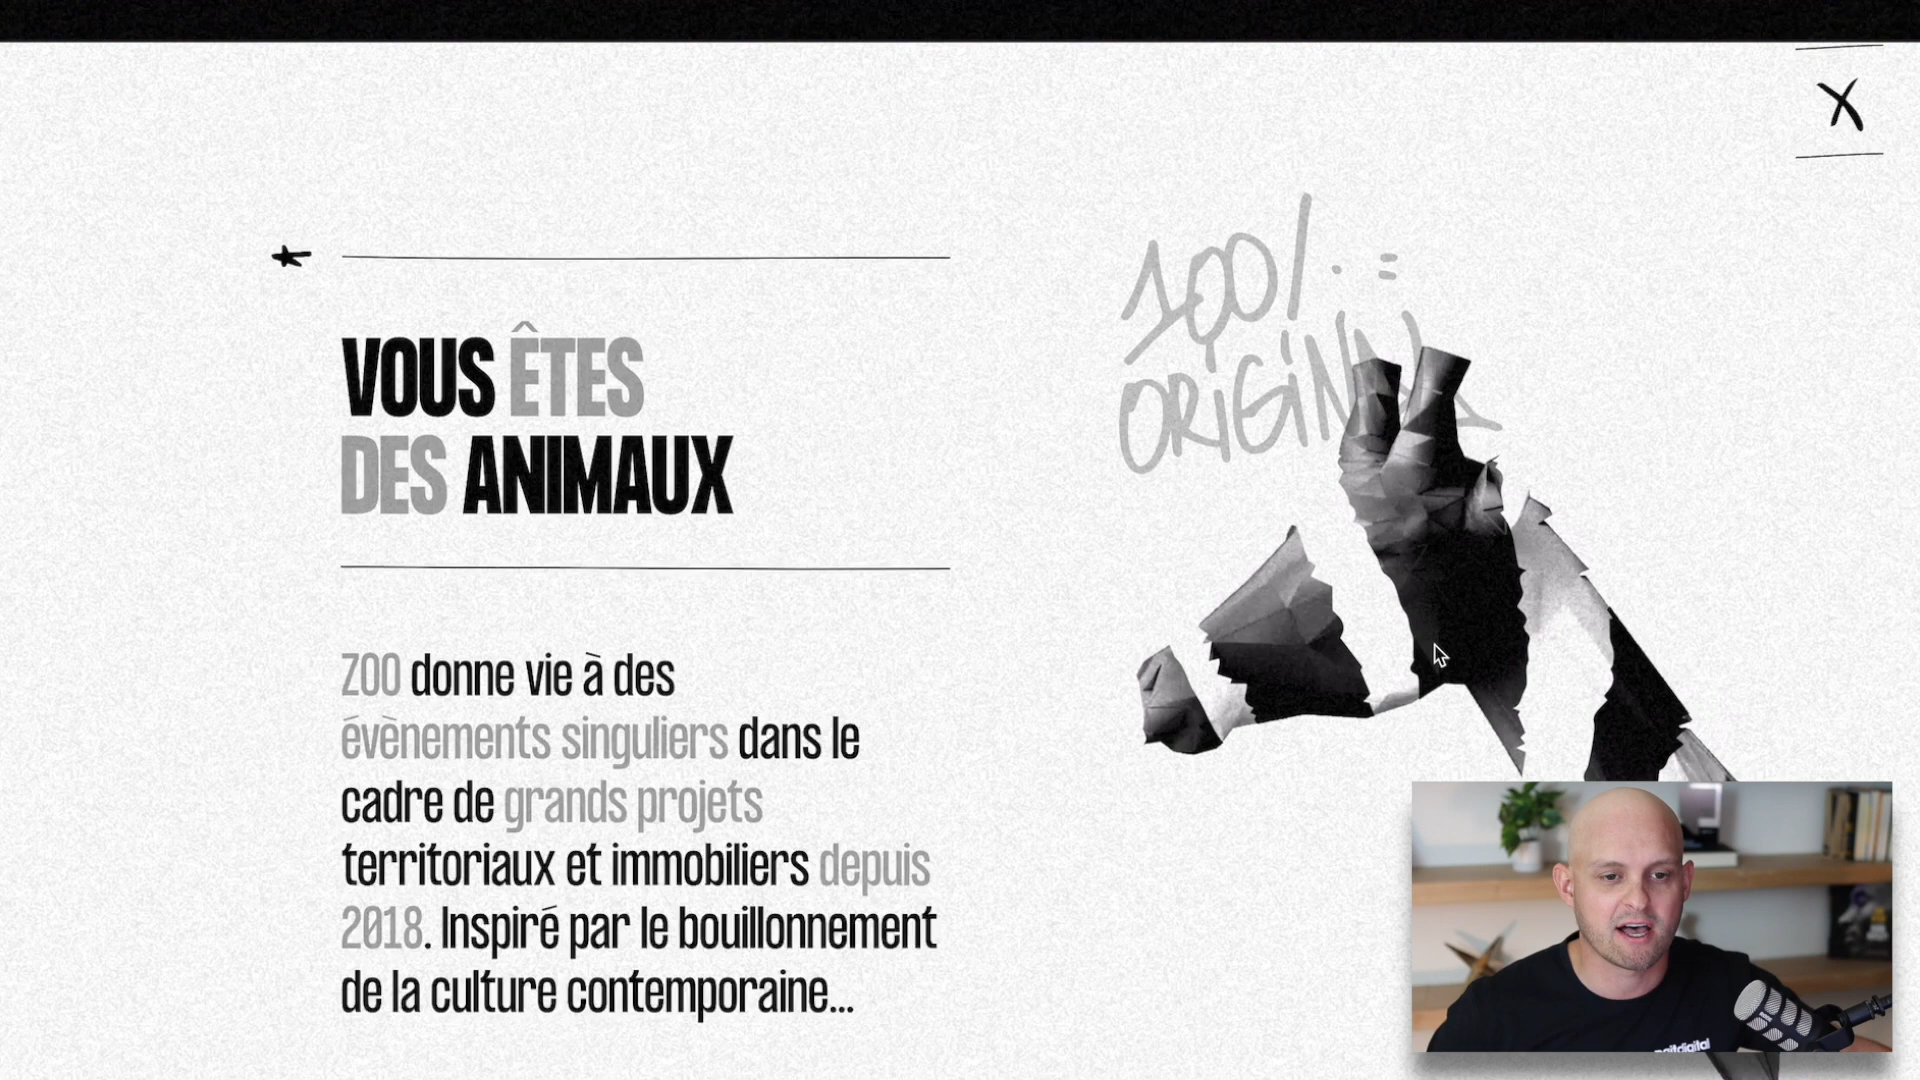 X
VOUS ÊTES
DES ANIMAUX
ZOO donne vie à des
évènements singuliers dans le
cadre de grands projets
territoriaux et immobiliers depuis
2018. Inspiré par le bouillonnement
de la culture contemporaine...
100/. =